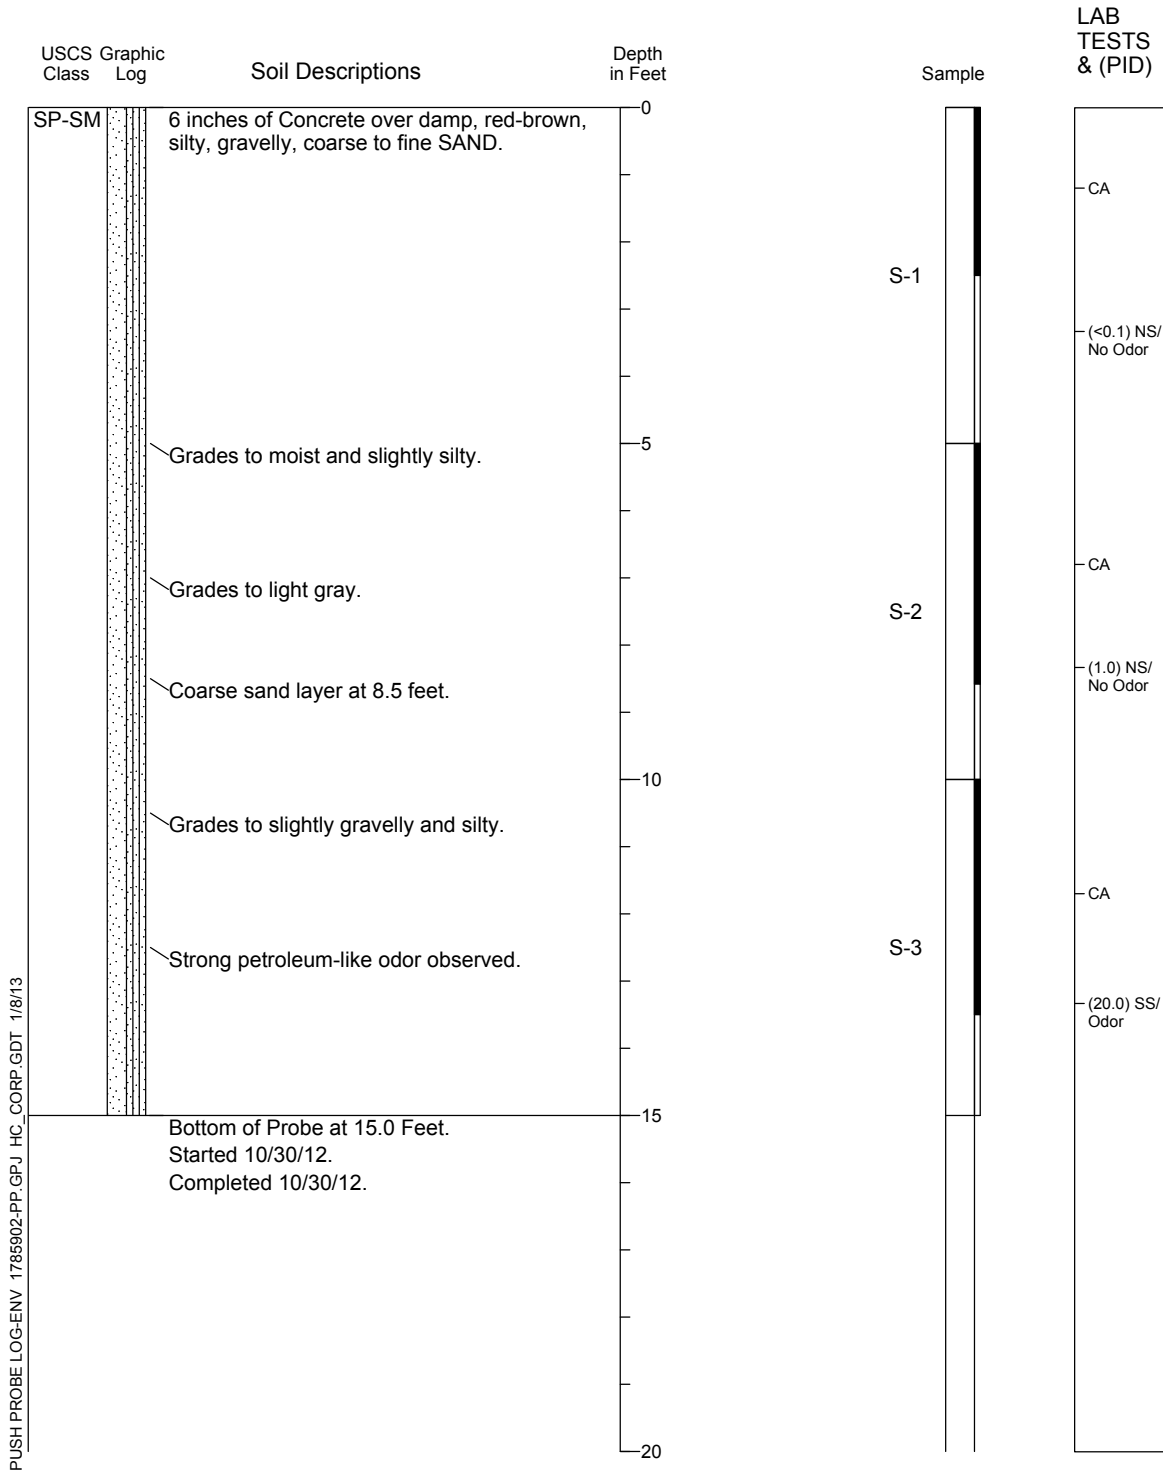 USCS Class
Graphic Log
Soil Descriptions
Depth in Feet
Sample
LAB
TESTS
& (PID)
SP-SM
6 inches of Concrete over damp, red-brown,
silty, gravelly, coarse to fine SAND.
0
CA
S-1
(<0.1) NS/
No Odor
5
Grades to moist and slightly silty.
CA
Grades to light gray.
S-2
(1.0) NS/
No Odor
Coarse sand layer at 8.5 feet.
10
Grades to slightly gravelly and silty.
CA
S-3
Strong petroleum-like odor observed.
(20.0) SS/
Odor
15
Bottom of Probe at 15.0 Feet.
Started 10/30/12.
Completed 10/30/12.
20
PUSH PROBE LOG-ENV 1785902-PP.GPJ HC_CORP.GDT 1/8/13